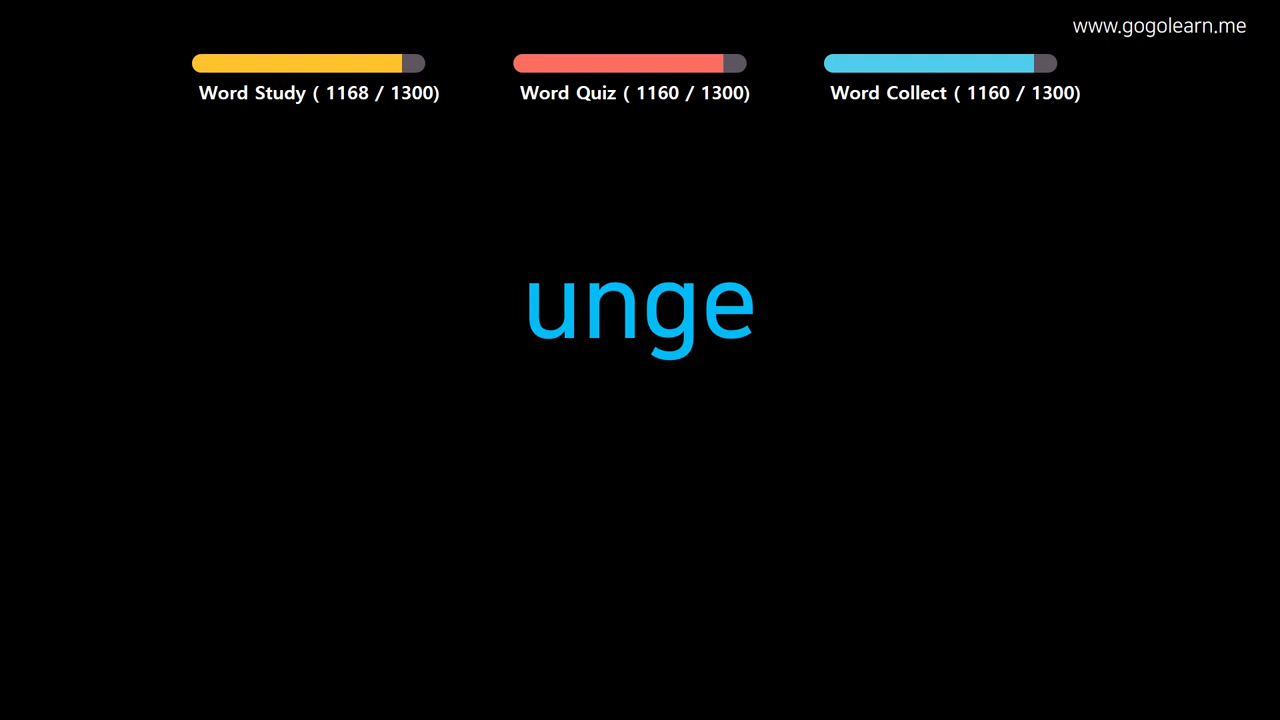 www.gogolearn.me
Word Study ( 1168 / 1300)
Word Quiz ( 1160 / 1300)
Word Collect ( 1160 / 1300)
unge